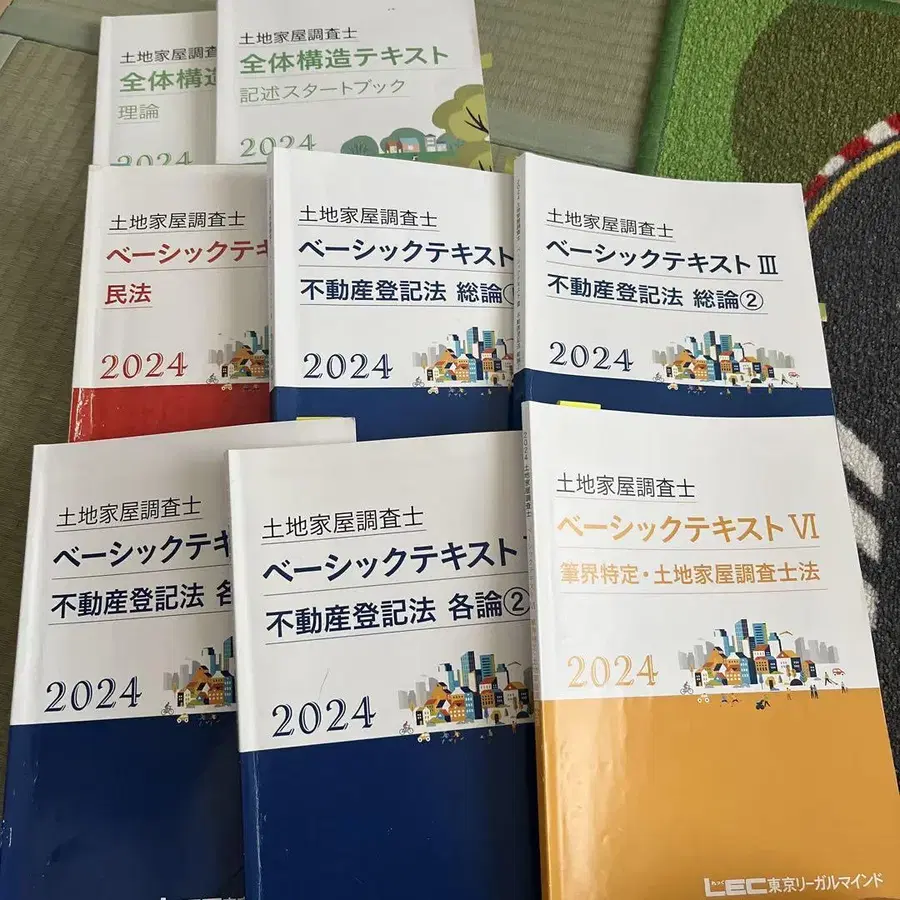 土地家屋調査士
全体構造
理論
2024
土地家屋調査士
全体構造テキスト
記述スタートブック
2024
土地家屋調査士
ベーシックテキ
民法
2024
土地家屋調査士
ベーシックテキスト
不動産登記法 総論①
2024
土地家屋調査士
ベーシックテキスト III
不動産登記法 総論②
2024
土地家屋調査士
ベーシックテキ
不動産登記法 各
2024
土地家屋調査士
ベーシックテキスト
不動産登記法 各論②
2024
2024 土地家屋調査士
土地家屋調査士
ベーシックテキスト VI
筆界特定・土地家屋調査士法
2024
LEC東京リーガルマインド